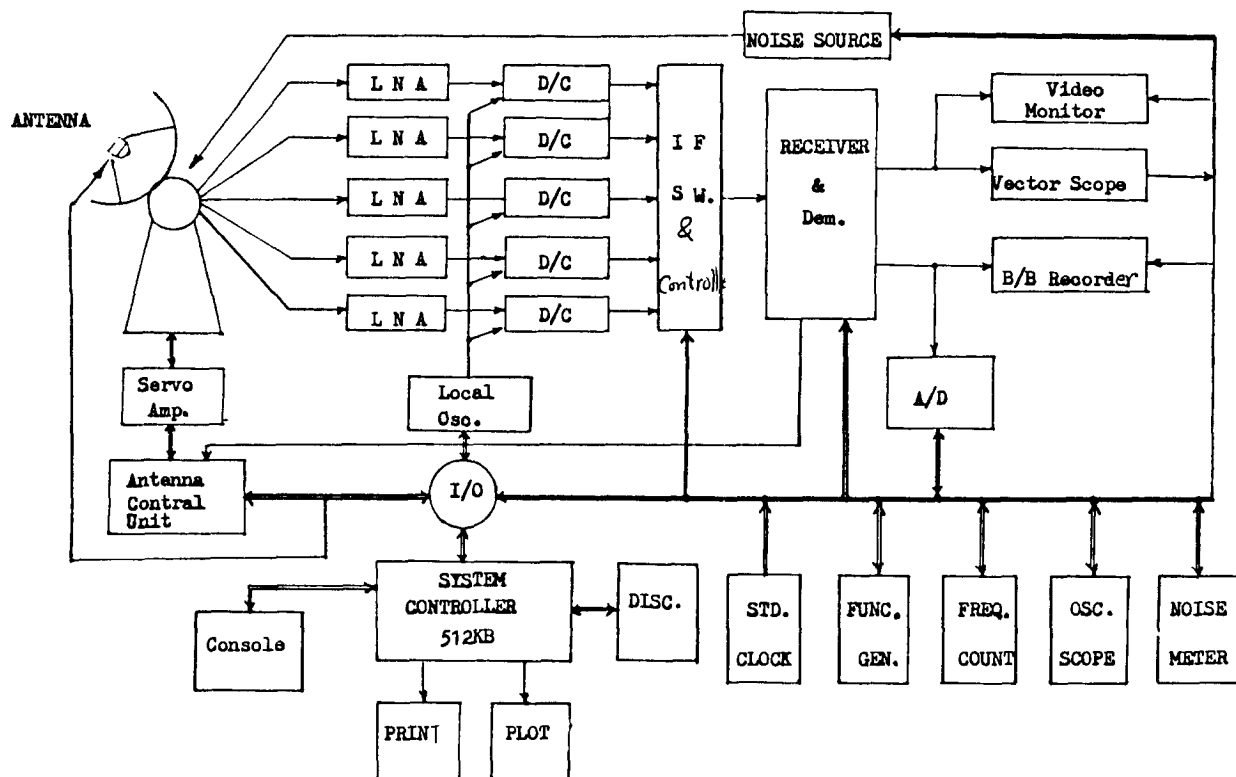 NOISE SOURCE
ANTENNA
L N A
D/C
L N A
D/C
L N A
D/C
L N A
D/C
L N A
D/C
I F
S W.
&
Controlle
RECEIVER
&
Dem.
Video
Monitor
Vector Scope
B/B Recorder
A/D
Servo
Amp.
Local
Osc.
Antenna
Contral
Unit
I/O
SYSTEM
CONTROLLER
512KB
Console
DISC.
PRINT
PLOT
STD.
CLOCK
FUNC.
GEN.
FREQ.
COUNT
OSC.
SCOPE
NOISE
METER